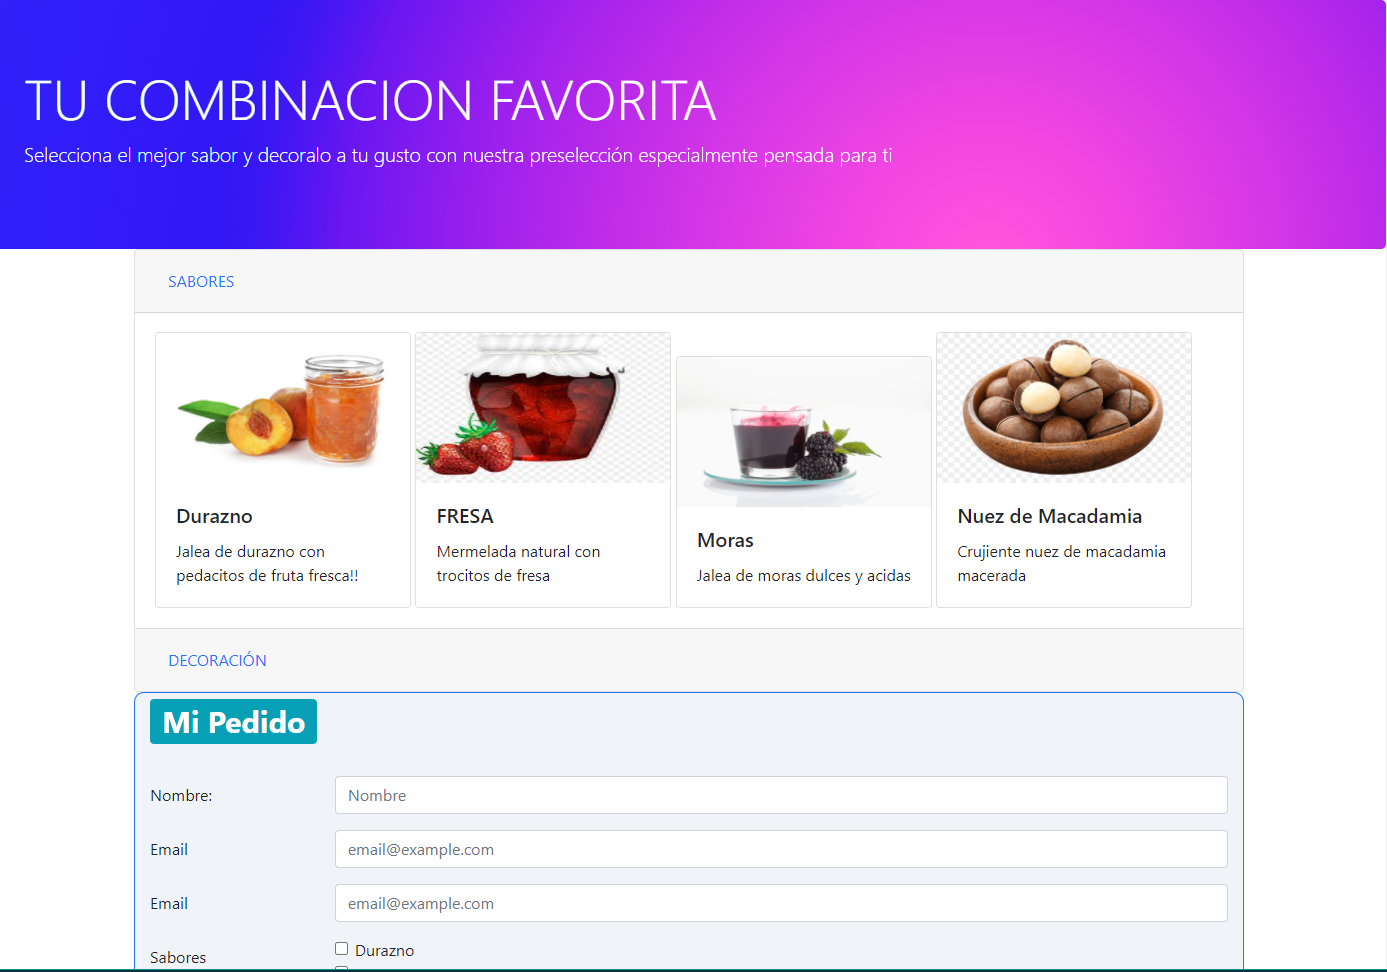 TU COMBINACION FAVORITA
Selecciona el mejor sabor y decoralo a tu gusto con nuestra preselección especialmente pensada para ti
SABORES
Durazno
Jalea de durazno con
pedacitos de fruta fresca!!
FRESA
Mermelada natural con
trocitos de fresa
Moras
Jalea de moras dulces y acidas
Nuez de Macadamia
Crujiente nuez de macadamia
macerada
DECORACIÓN
Mi Pedido
Nombre:
Nombre
Email
email@example.com
Email
email@example.com
Sabores
Durazno